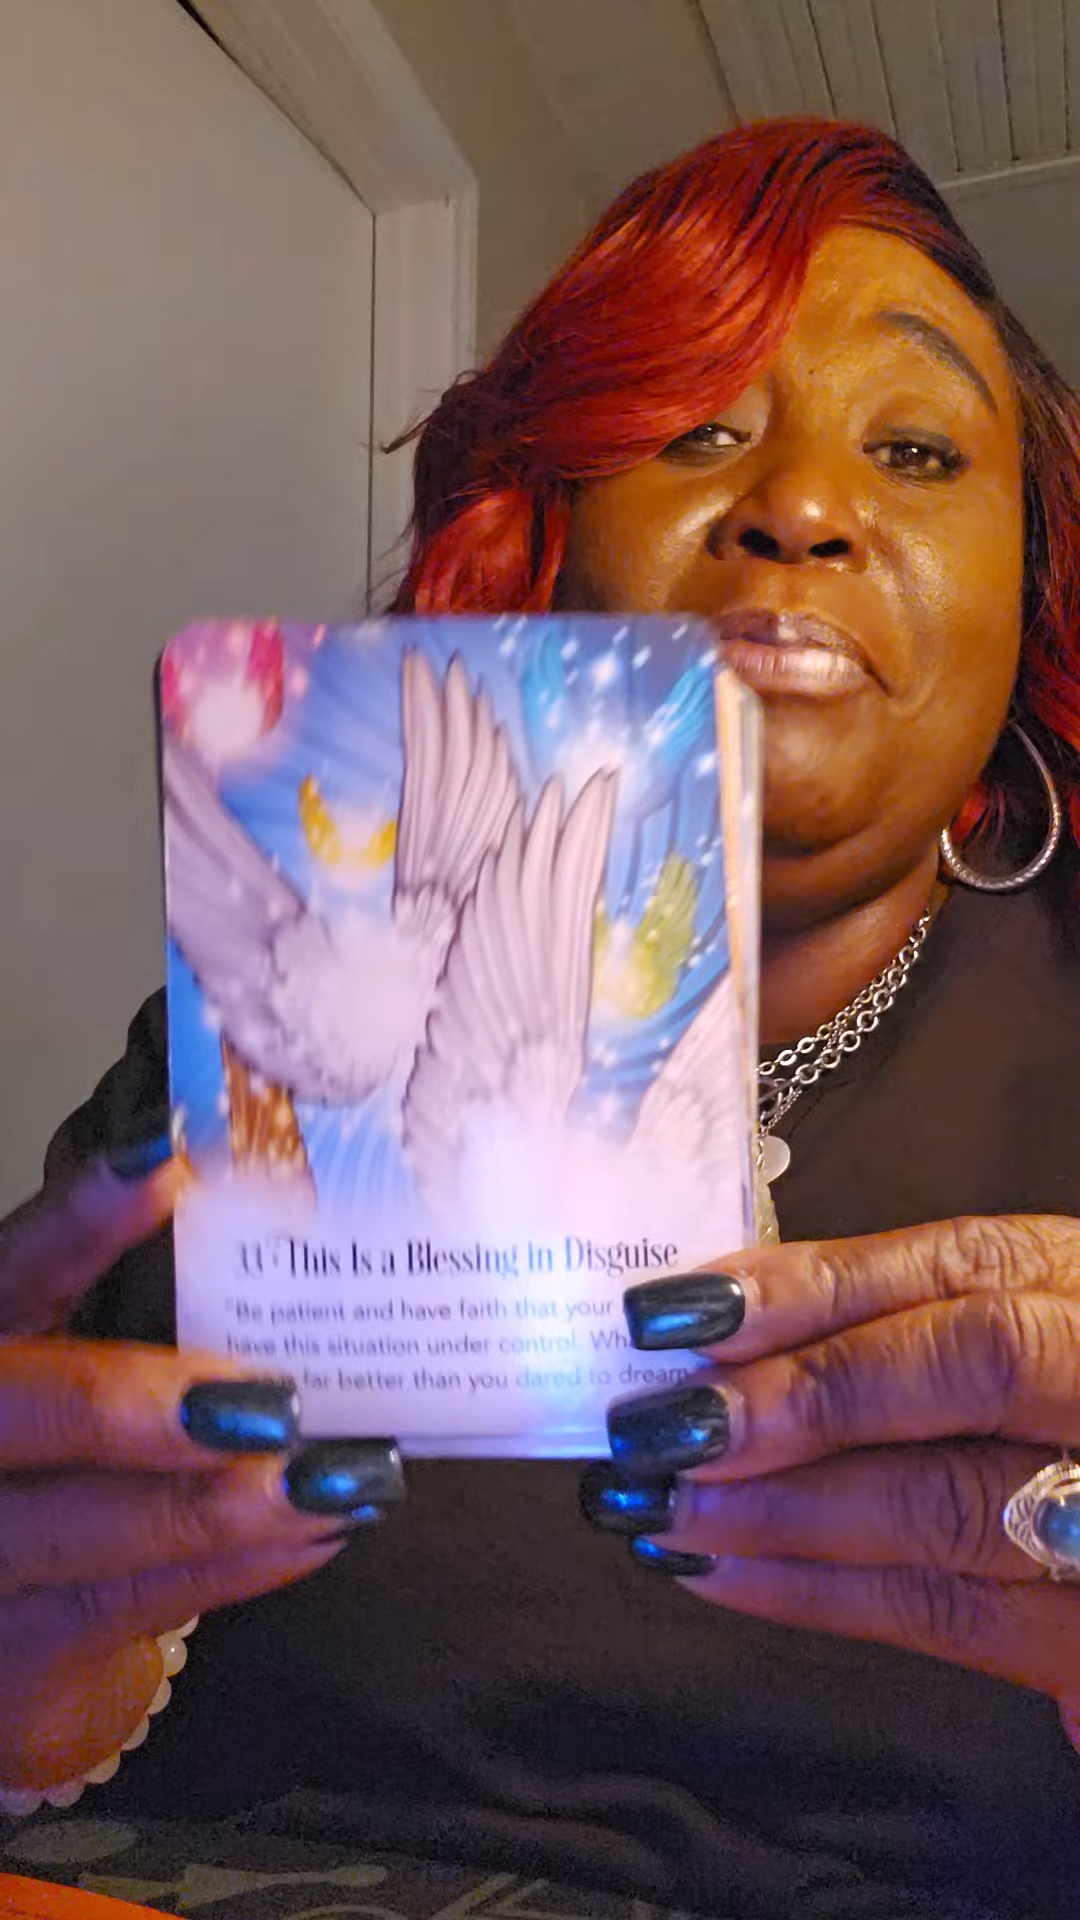 33 · This Is a Blessing in Disguise
"Be patient and have faith that your
have this situation under control.
is far better than you dared to dream